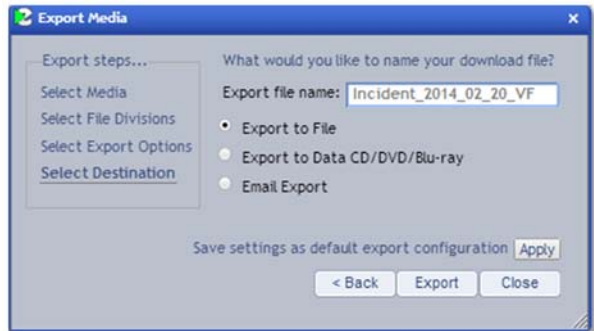 Export Media
Export steps...
Select Media
Select File Divisions
Select Export Options
Select Destination
What would you like to name your download file?
Export file name: Incident_2014_02_20_VF
Export to File
Export to Data CD/DVD/Blu-ray
Email Export
Save settings as default export configuration Apply
< Back Export Close